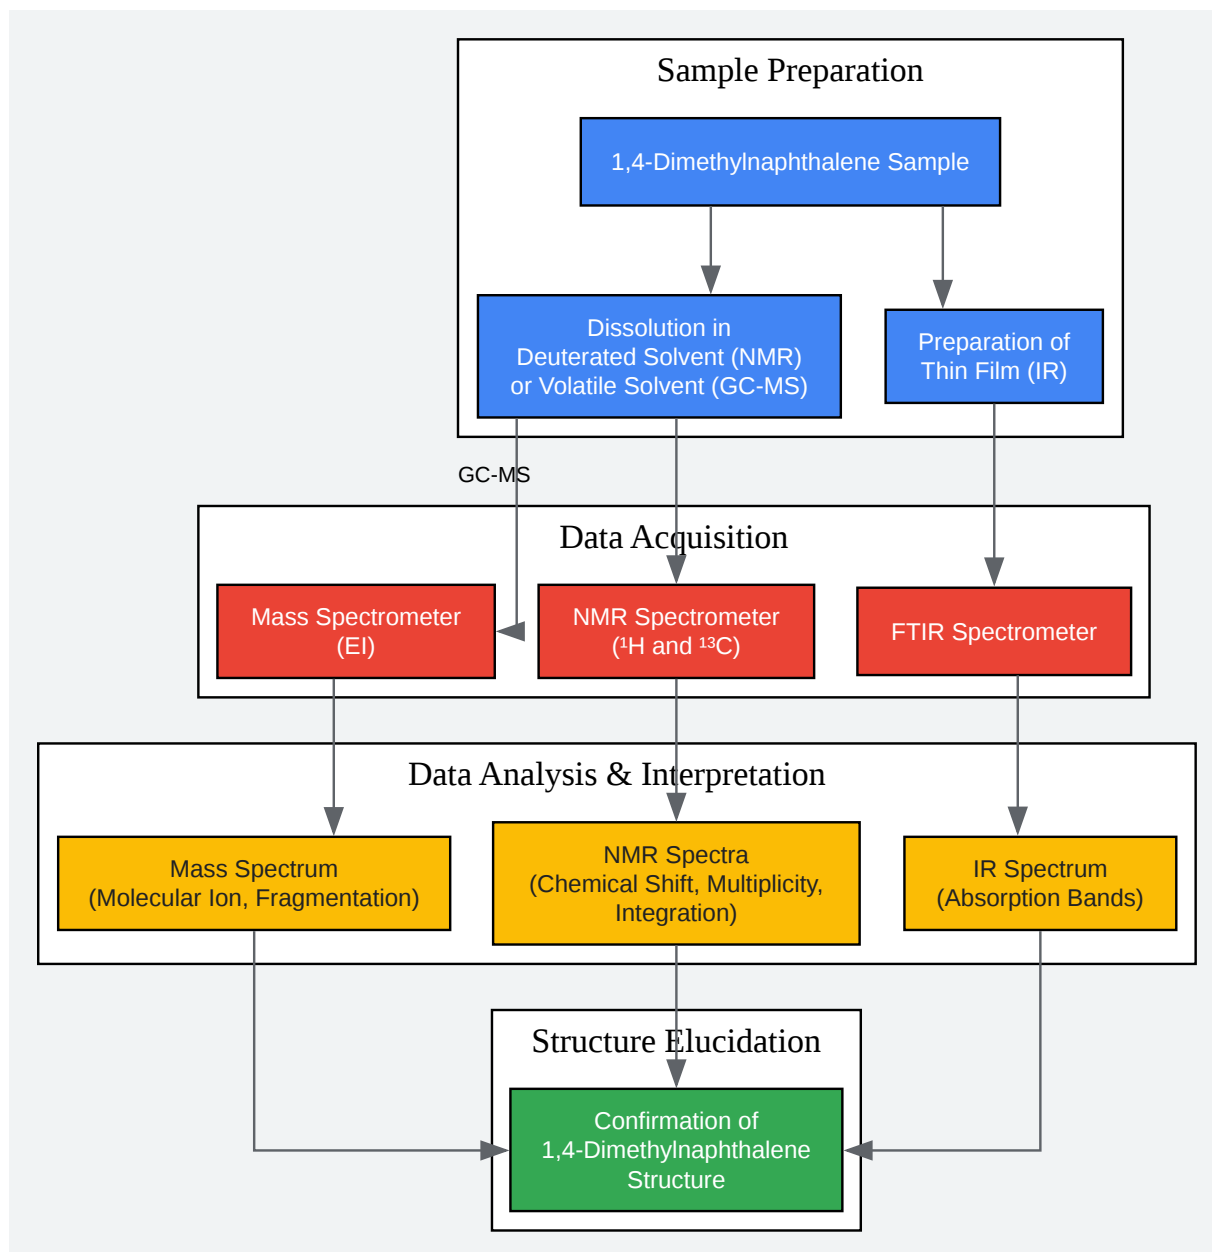 Sample Preparation
1,4-Dimethylnaphthalene Sample
Dissolution in
Deuterated Solvent (NMR)
or Volatile Solvent (GC-MS)
Preparation of
Thin Film (IR)
GC-MS
Data Acquisition
Mass Spectrometer
(EI)
NMR Spectrometer
(¹H and ¹³C)
FTIR Spectrometer
Data Analysis & Interpretation
Mass Spectrum
(Molecular Ion, Fragmentation)
NMR Spectra
(Chemical Shift, Multiplicity,
Integration)
IR Spectrum
(Absorption Bands)
Structure Elucidation
Confirmation of
1,4-Dimethylnaphthalene
Structure